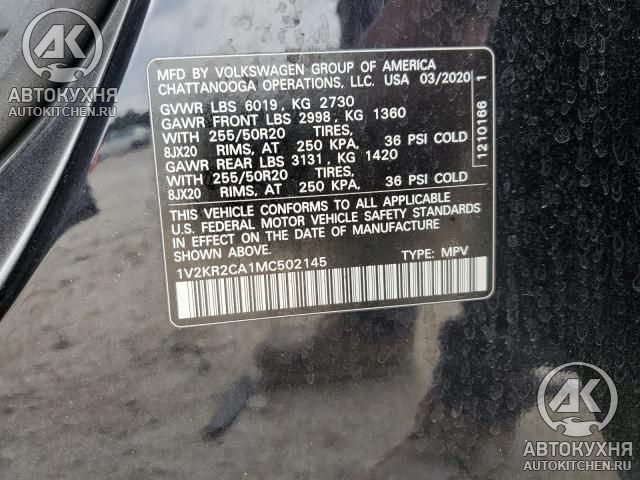 AK
АВТОКУХНЯ
AUTOKITCHEN.RU
MFD BY VOLKSWAGEN GROUP OF AMERICA
CHATTANOOGA OPERATIONS, LLC. USA 03/2020
GVWR LBS 6019, KG 2730
GAWR FRONT LBS 2998, KG 1360
WITH 255/50R20 TIRES,
8JX20 RIMS, AT 250 KPA, 36 PSI COLD
GAWR REAR LBS 3131, KG 1420
WITH 255/50R20 TIRES,
8JX20 RIMS, AT 250 KPA, 36 PSI COLD
THIS VEHICLE CONFORMS TO ALL APPLICABLE
U.S. FEDERAL MOTOR VEHICLE SAFETY STANDARDS
IN EFFECT ON THE DATE OF MANUFACTURE
SHOWN ABOVE.
1V2KR2CA1MC502145 TYPE: MPV
1210166 1
AK
АВТОКУХНЯ
AUTOKITCHEN.RU